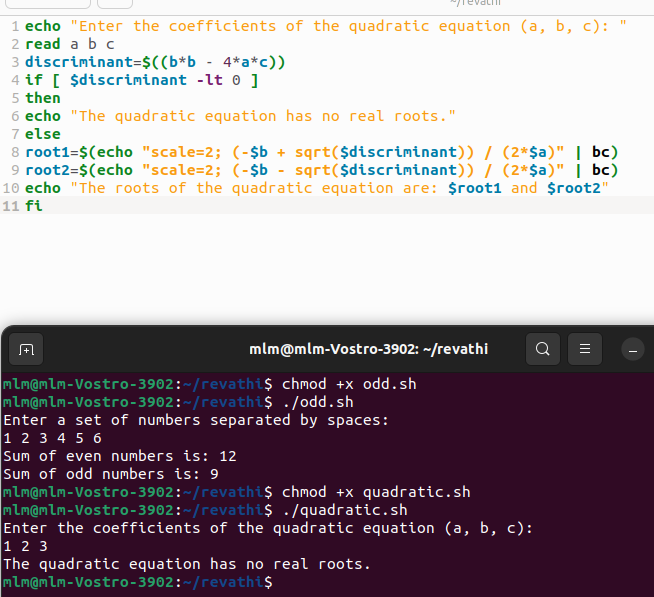 ~/revathi
1 echo "Enter the coefficients of the quadratic equation (a, b, c): "
2 read a b c
3 discriminant=$((b*b - 4*a*c))
4 if [ $discriminant -lt 0 ]
5 then
6 echo "The quadratic equation has no real roots."
7 else
8 root1=$(echo "scale=2; (-$b + sqrt($discriminant)) / (2*$a)" | bc)
9 root2=$(echo "scale=2; (-$b - sqrt($discriminant)) / (2*$a)" | bc)
10 echo "The roots of the quadratic equation are: $root1 and $root2"
11 fi
mlm@mlm-Vostro-3902: ~/revathi
mlm@mlm-Vostro-3902:~/revathi$ chmod +x odd.sh
mlm@mlm-Vostro-3902:~/revathi$ ./odd.sh
Enter a set of numbers separated by spaces:
1 2 3 4 5 6
Sum of even numbers is: 12
Sum of odd numbers is: 9
mlm@mlm-Vostro-3902:~/revathi$ chmod +x quadratic.sh
mlm@mlm-Vostro-3902:~/revathi$ ./quadratic.sh
Enter the coefficients of the quadratic equation (a, b, c):
1 2 3
The quadratic equation has no real roots.
mlm@mlm-Vostro-3902:~/revathi$